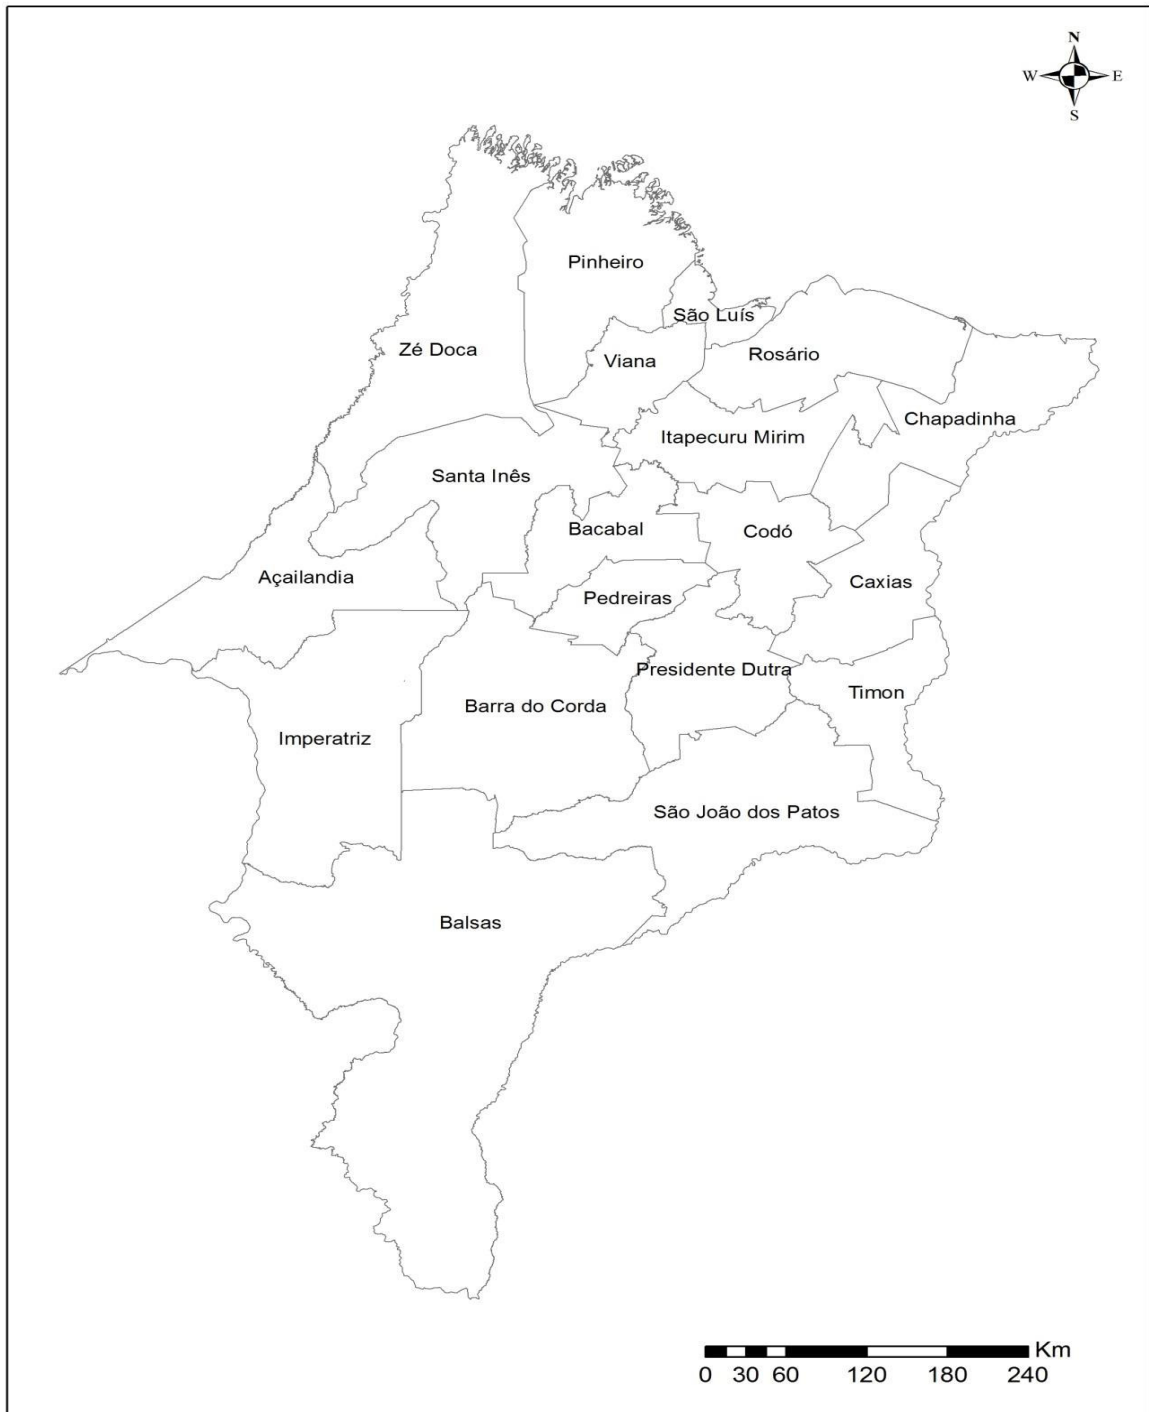 N
W E
S
Pinheiro
São Luís
Zé Doca
Viana
Rosário
Chapadinha
Itapecuru Mirim
Santa Inês
Bacabal
Codó
Açailandia
Pedreiras
Caxias
Presidente Dutra
Timon
Barra do Corda
Imperatriz
São João dos Patos
Balsas
Km
0 30 60 120 180 240